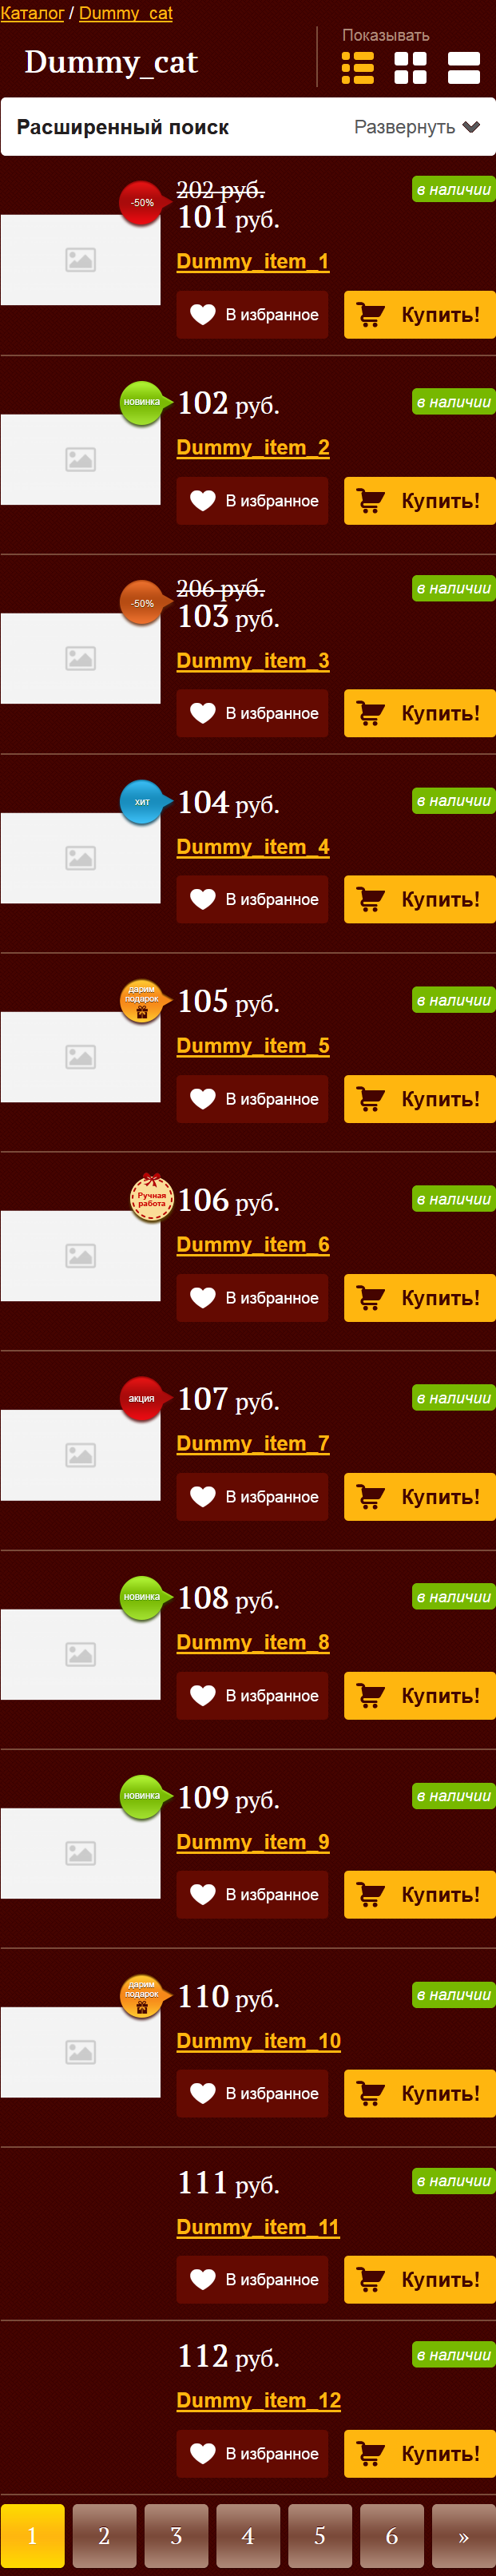 Каталог / Dummy_cat
Показывать
Dummy_cat
Расширенный поиск Развернуть
-50%
202 руб.
в наличии
101 руб.
Dummy_item_1
В избранное Купить!
новинка
102 руб.
в наличии
Dummy_item_2
В избранное Купить!
-50%
206 руб.
в наличии
103 руб.
Dummy_item_3
В избранное Купить!
хит
104 руб.
в наличии
Dummy_item_4
В избранное Купить!
дарим
подарок
105 руб.
в наличии
Dummy_item_5
В избранное Купить!
Ручная
работа
106 руб.
в наличии
Dummy_item_6
В избранное Купить!
акция
107 руб.
в наличии
Dummy_item_7
В избранное Купить!
новинка
108 руб.
в наличии
Dummy_item_8
В избранное Купить!
новинка
109 руб.
в наличии
Dummy_item_9
В избранное Купить!
дарим
подарок
110 руб.
в наличии
Dummy_item_10
В избранное Купить!
111 руб.
в наличии
Dummy_item_11
В избранное Купить!
112 руб.
в наличии
Dummy_item_12
В избранное Купить!
1 2 3 4 5 6 »